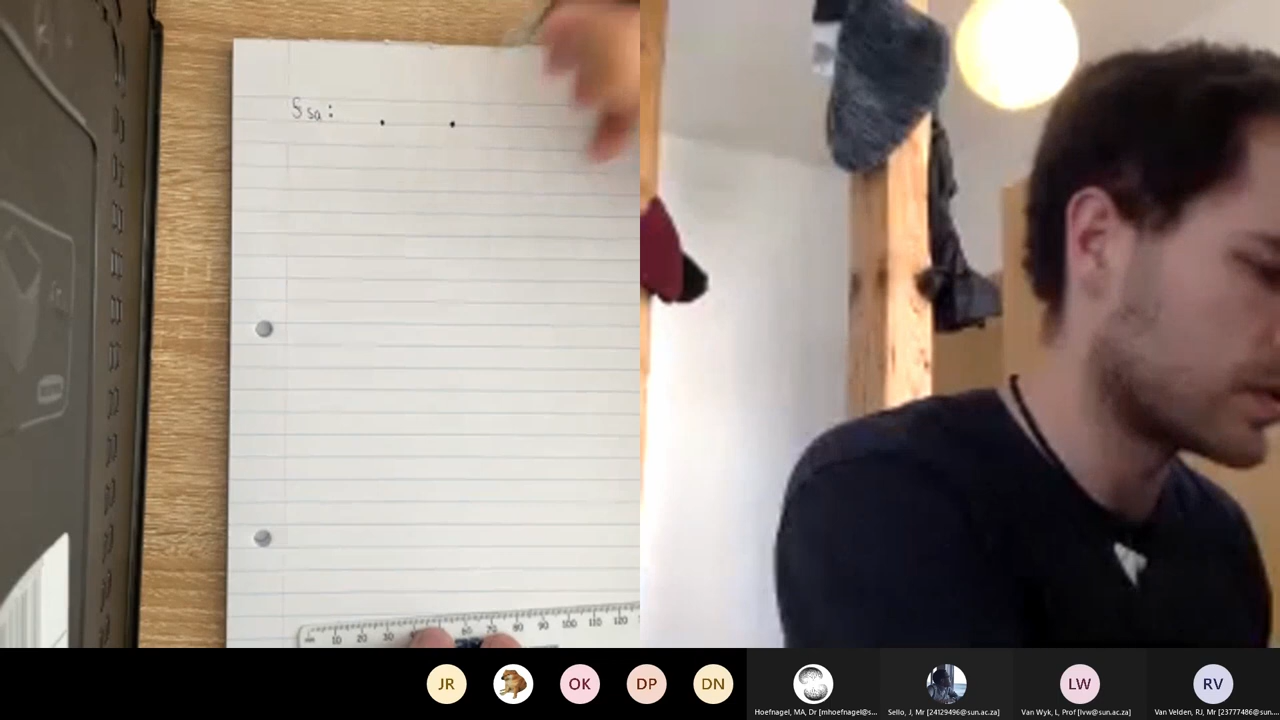 5 sa:
10 20 30 60 70 80 90 100 110 120
JR
OK
DP
DN
LW
RV
Hoefnagel, MA, Dr [mhoefnagel@s...
Sello, J, Mr [24129496@sun.ac.za]
Van Wyk, L, Prof [lvw@sun.ac.za]
Van Velden, RJ, Mr [23777486@sun....